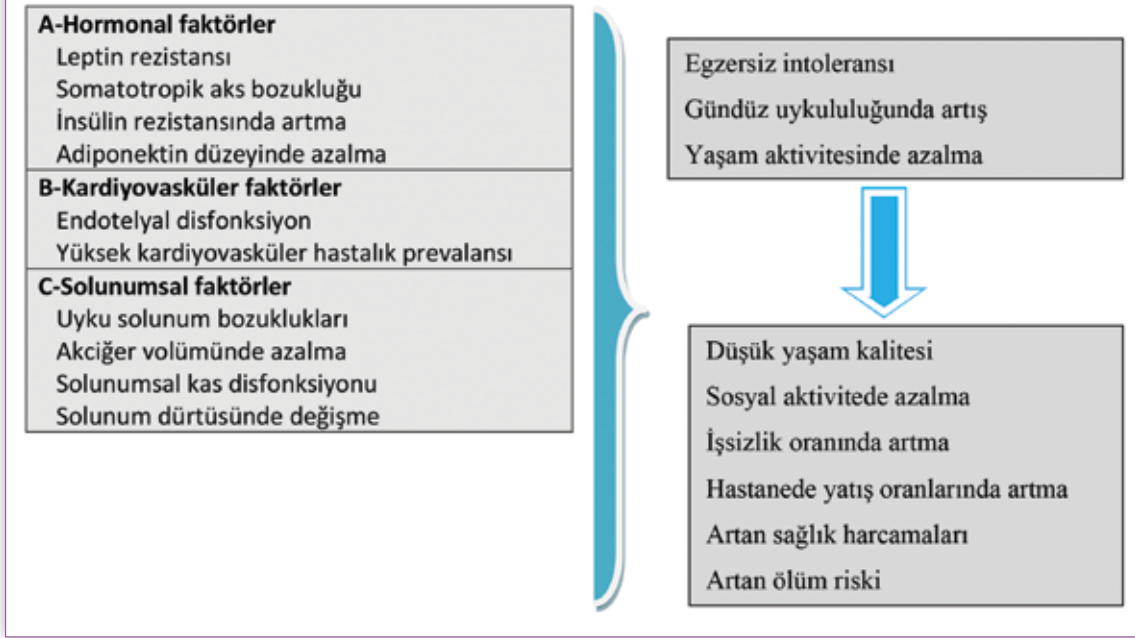 A-Hormonal faktörler
Leptin rezistansı
Somatotropik aks bozukluğu
İnsülin rezistansında artma
Adiponektin düzeyinde azalma
B-Kardiyovasküler faktörler
Endotelyal disfonksiyon
Yüksek kardiyovasküler hastalık prevalansı
C-Solunumsal faktörler
Uyku solunum bozuklukları
Akciğer volümünde azalma
Solunumsal kas disfonksiyonu
Solunum dürtüsünde değişme
Egzersiz intoleransı
Gündüz uykululuğunda artış
Yaşam aktivitesinde azalma
Düşük yaşam kalitesi
Sosyal aktivitede azalma
İşsizlik oranında artma
Hastanede yatış oranlarında artma
Artan sağlık harcamaları
Artan ölüm riski